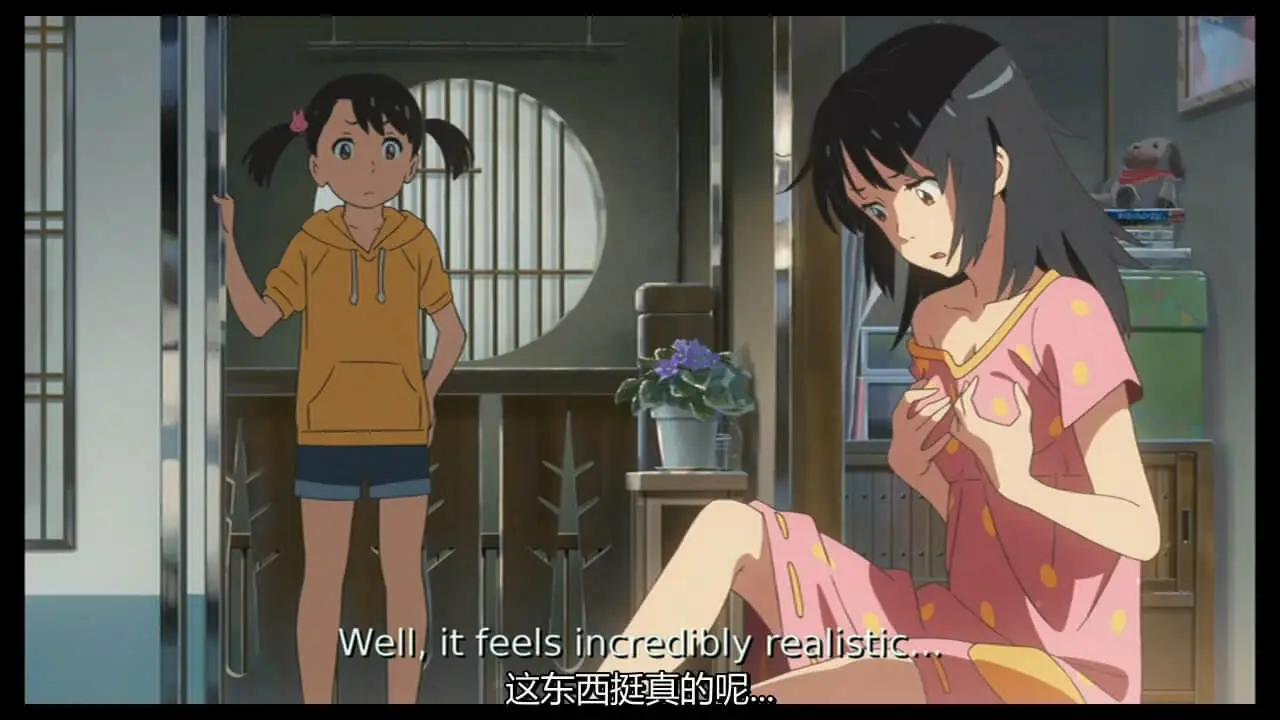 Well, it feels incredibly realistic...
这东西挺真的呢...